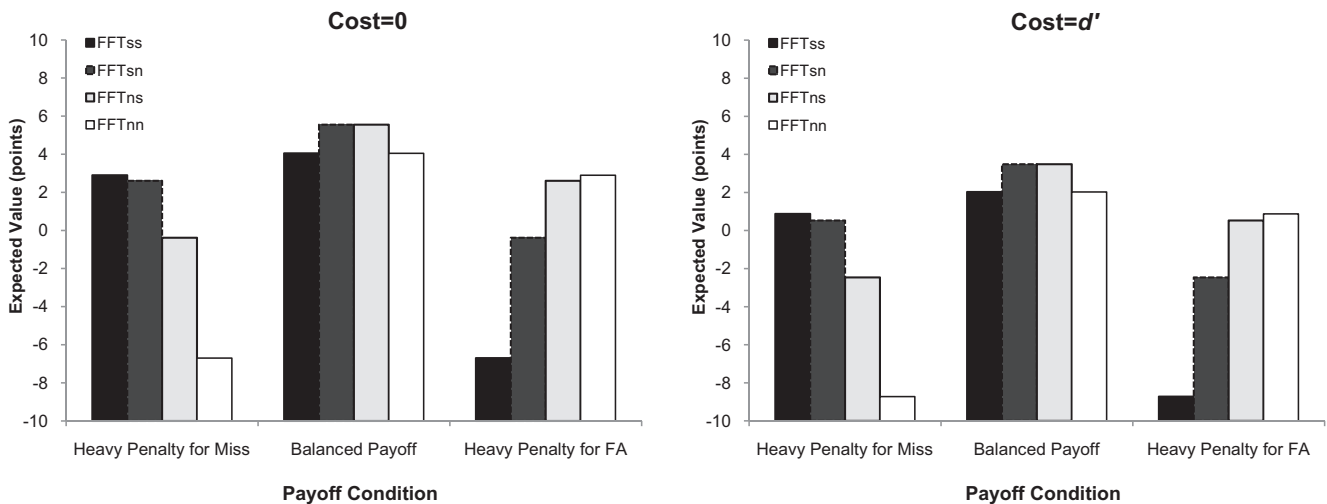 Cost=0
10
8
6
4
2
0
-2
-4
-6
-8
-10
Expected Value (points)
FFTss
FFTsn
FFTns
FFTnn
Heavy Penalty for Miss
Balanced Payoff
Heavy Penalty for FA
Payoff Condition
Cost=d'
10
8
6
4
2
0
-2
-4
-6
-8
-10
Expected Value (points)
FFTss
FFTsn
FFTns
FFTnn
Heavy Penalty for Miss
Balanced Payoff
Heavy Penalty for FA
Payoff Condition